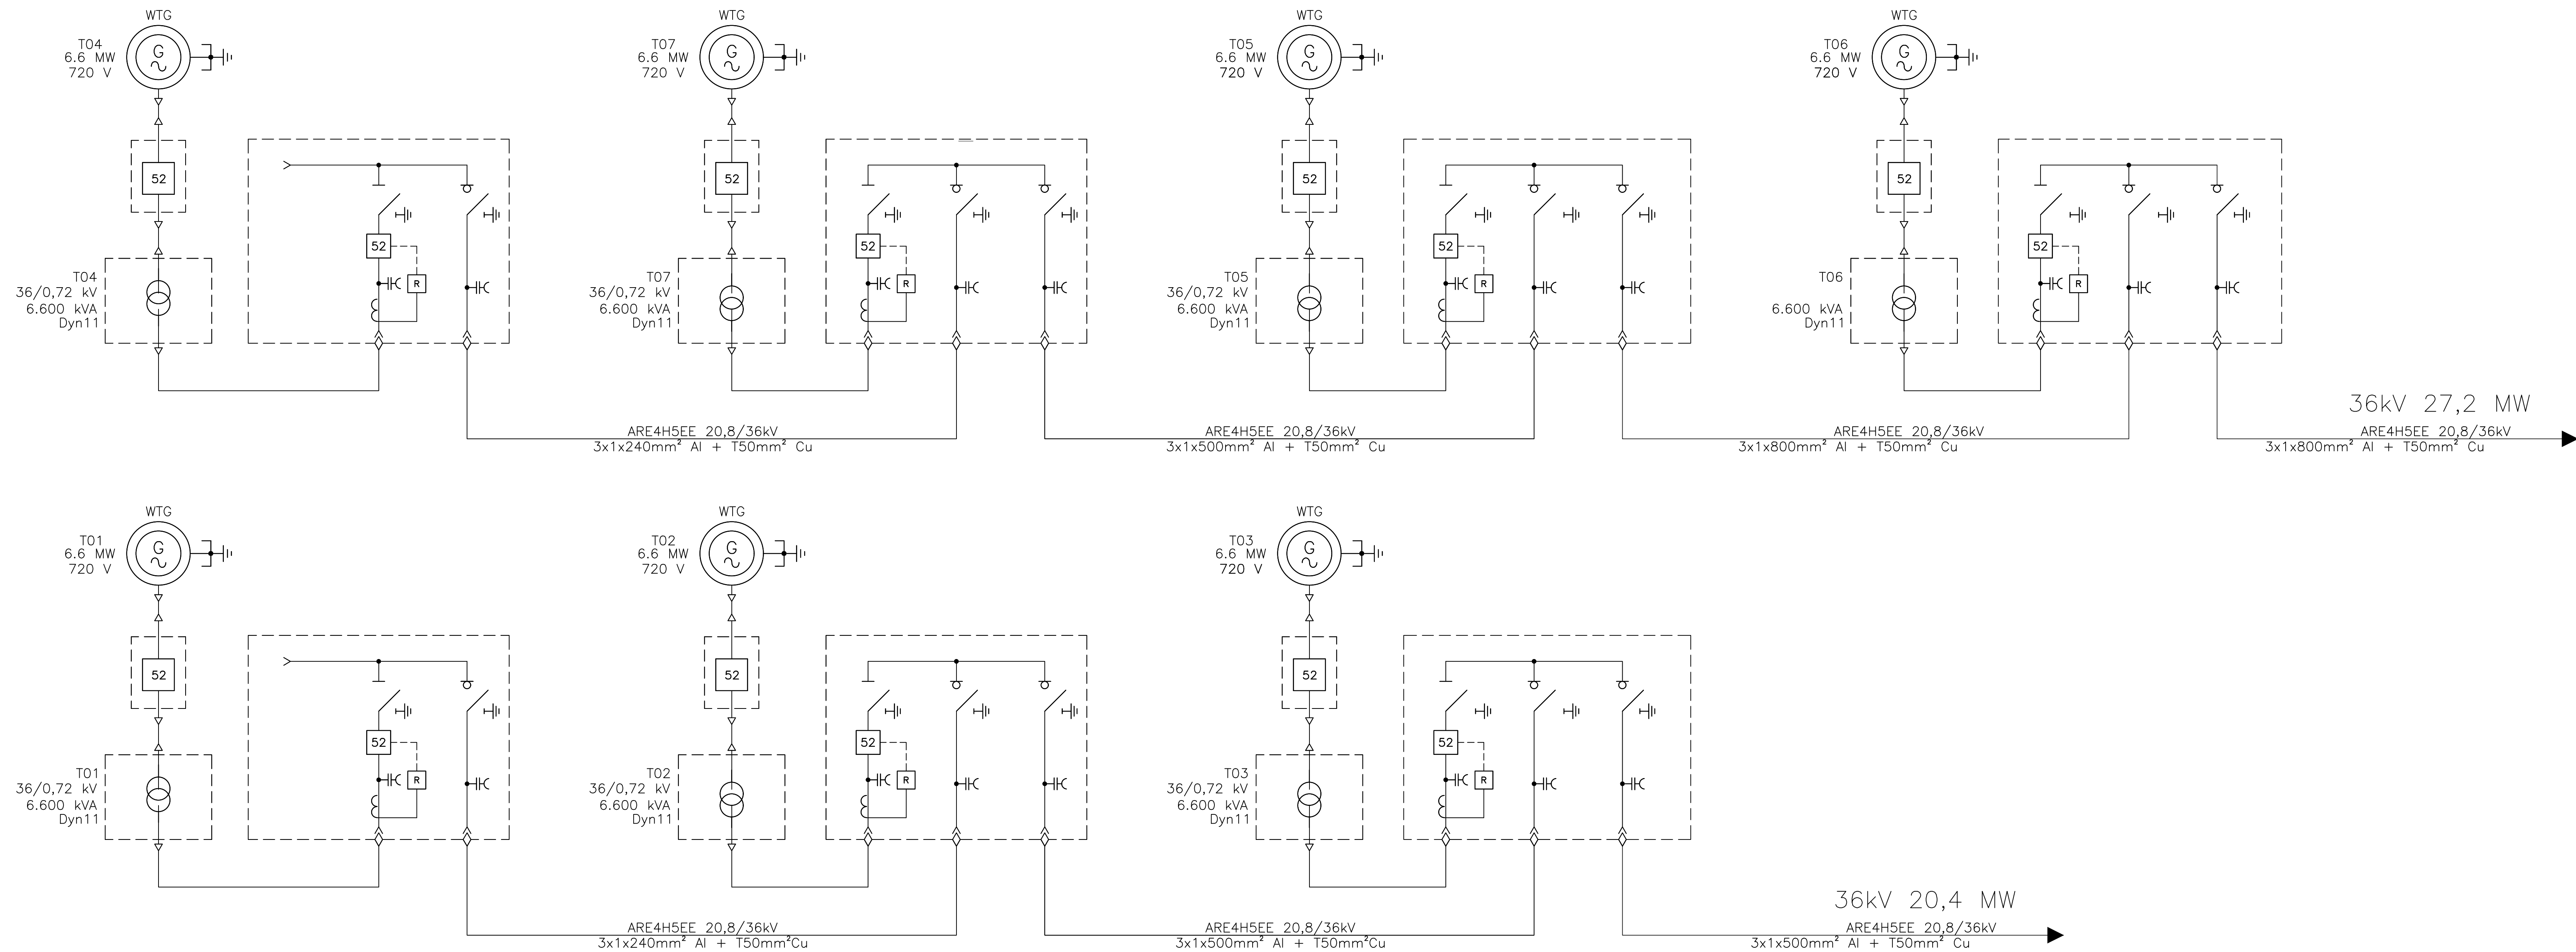 WTG
T04
6.6 MW
720 V
G
52
T04
36/0,72 kV
6.600 kVA
Dyn11
52
R
WTG
T07
6.6 MW
720 V
G
52
T07
36/0,72 kV
6.600 kVA
Dyn11
52
R
WTG
T05
6.6 MW
720 V
G
52
T05
36/0,72 kV
6.600 kVA
Dyn11
52
R
WTG
T06
6.6 MW
720 V
G
52
T06
6.600 kVA
Dyn11
52
R
36kV 27,2 MW
ARE4H5EE 20,8/36kV
3x1x240mm² Al + T50mm² Cu
ARE4H5EE 20,8/36kV
3x1x500mm² Al + T50mm² Cu
ARE4H5EE 20,8/36kV
3x1x800mm² Al + T50mm² Cu
ARE4H5EE 20,8/36kV
3x1x800mm² Al + T50mm² Cu
WTG
T01
6.6 MW
720 V
G
52
T01
36/0,72 kV
6.600 kVA
Dyn11
52
R
WTG
T02
6.6 MW
720 V
G
52
T02
36/0,72 kV
6.600 kVA
Dyn11
52
R
WTG
T03
6.6 MW
720 V
G
52
T03
36/0,72 kV
6.600 kVA
Dyn11
52
R
36kV 20,4 MW
ARE4H5EE 20,8/36kV
3x1x240mm² Al + T50mm²Cu
ARE4H5EE 20,8/36kV
3x1x500mm² Al + T50mm²Cu
ARE4H5EE 20,8/36kV
3x1x500mm² Al + T50mm² Cu